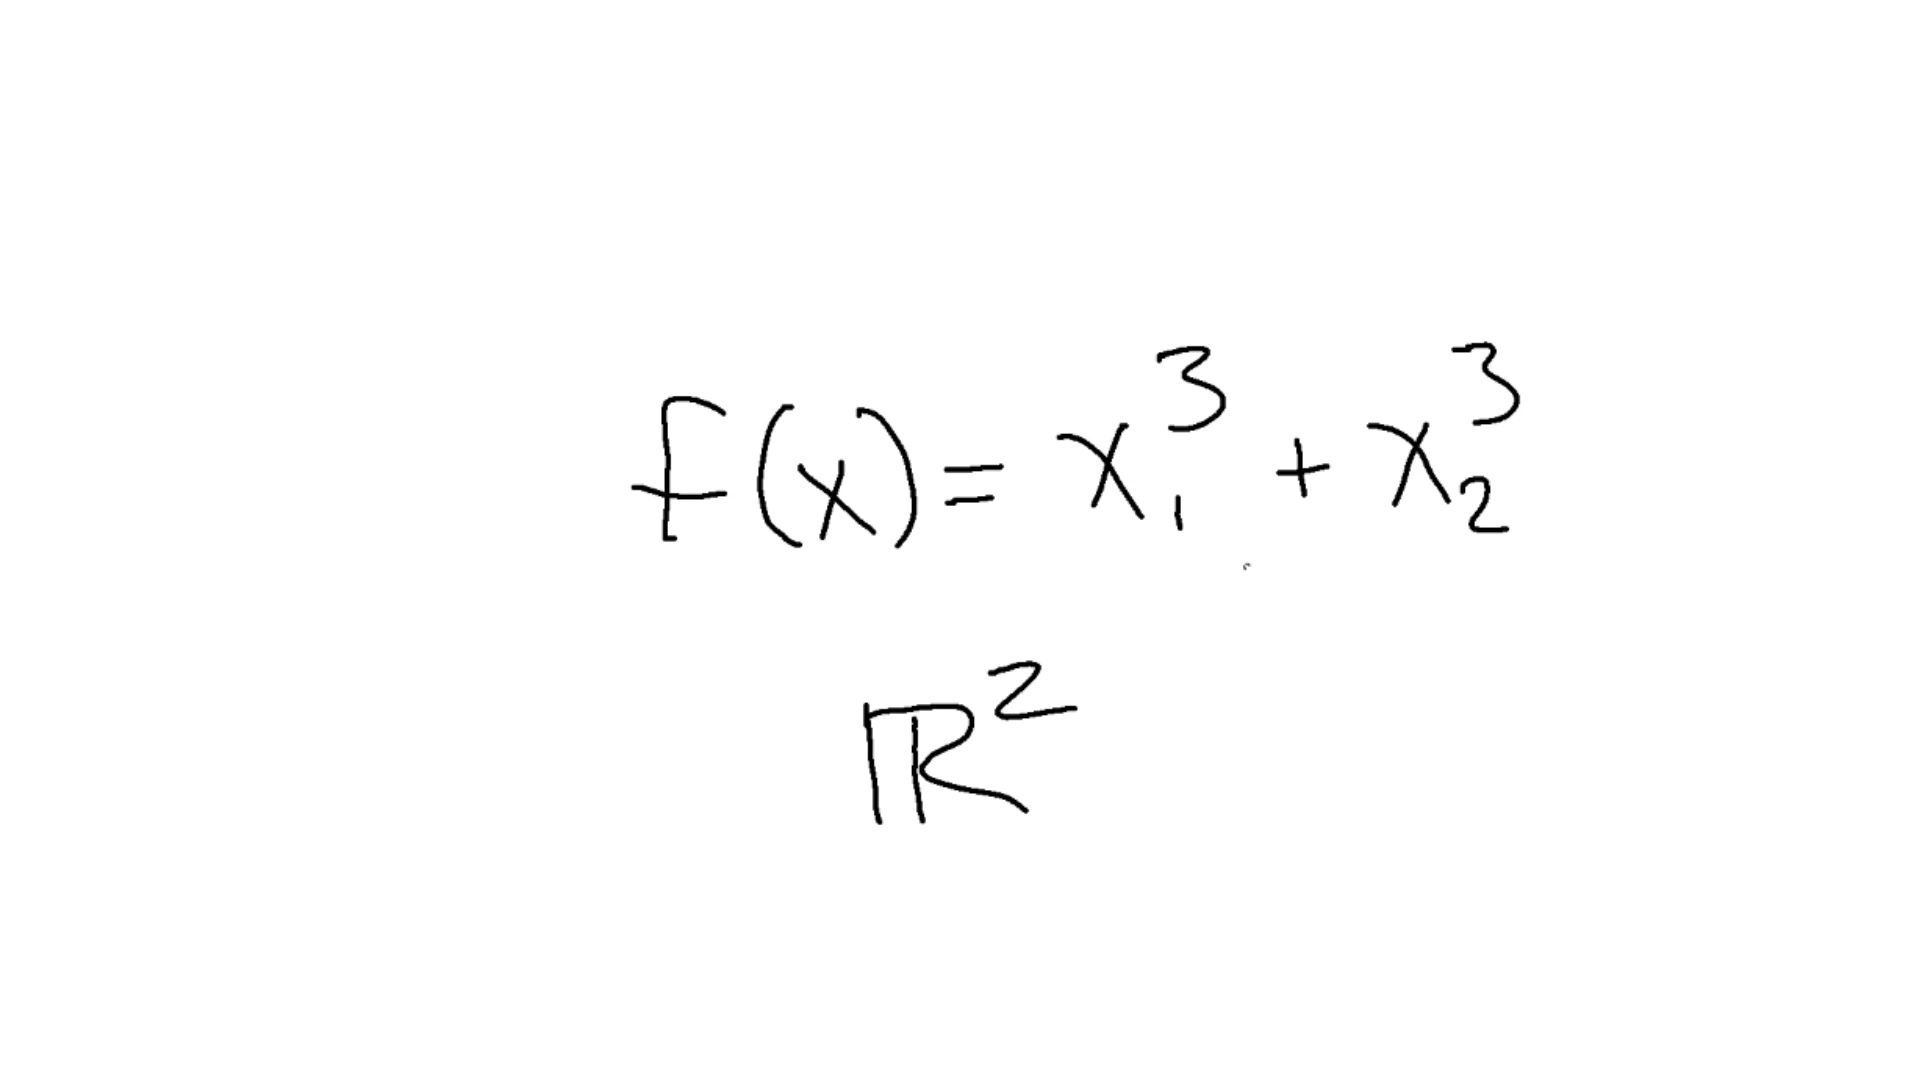 f(x) = x₁³ + x₂³
ℝ²